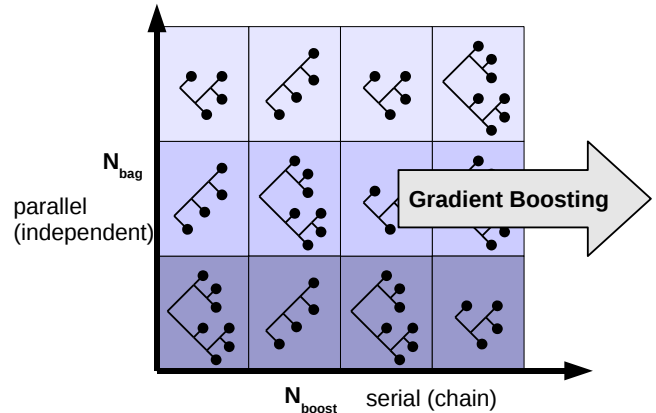 N_bag
parallel
(independent)
Gradient Boosting
N_boost serial (chain)